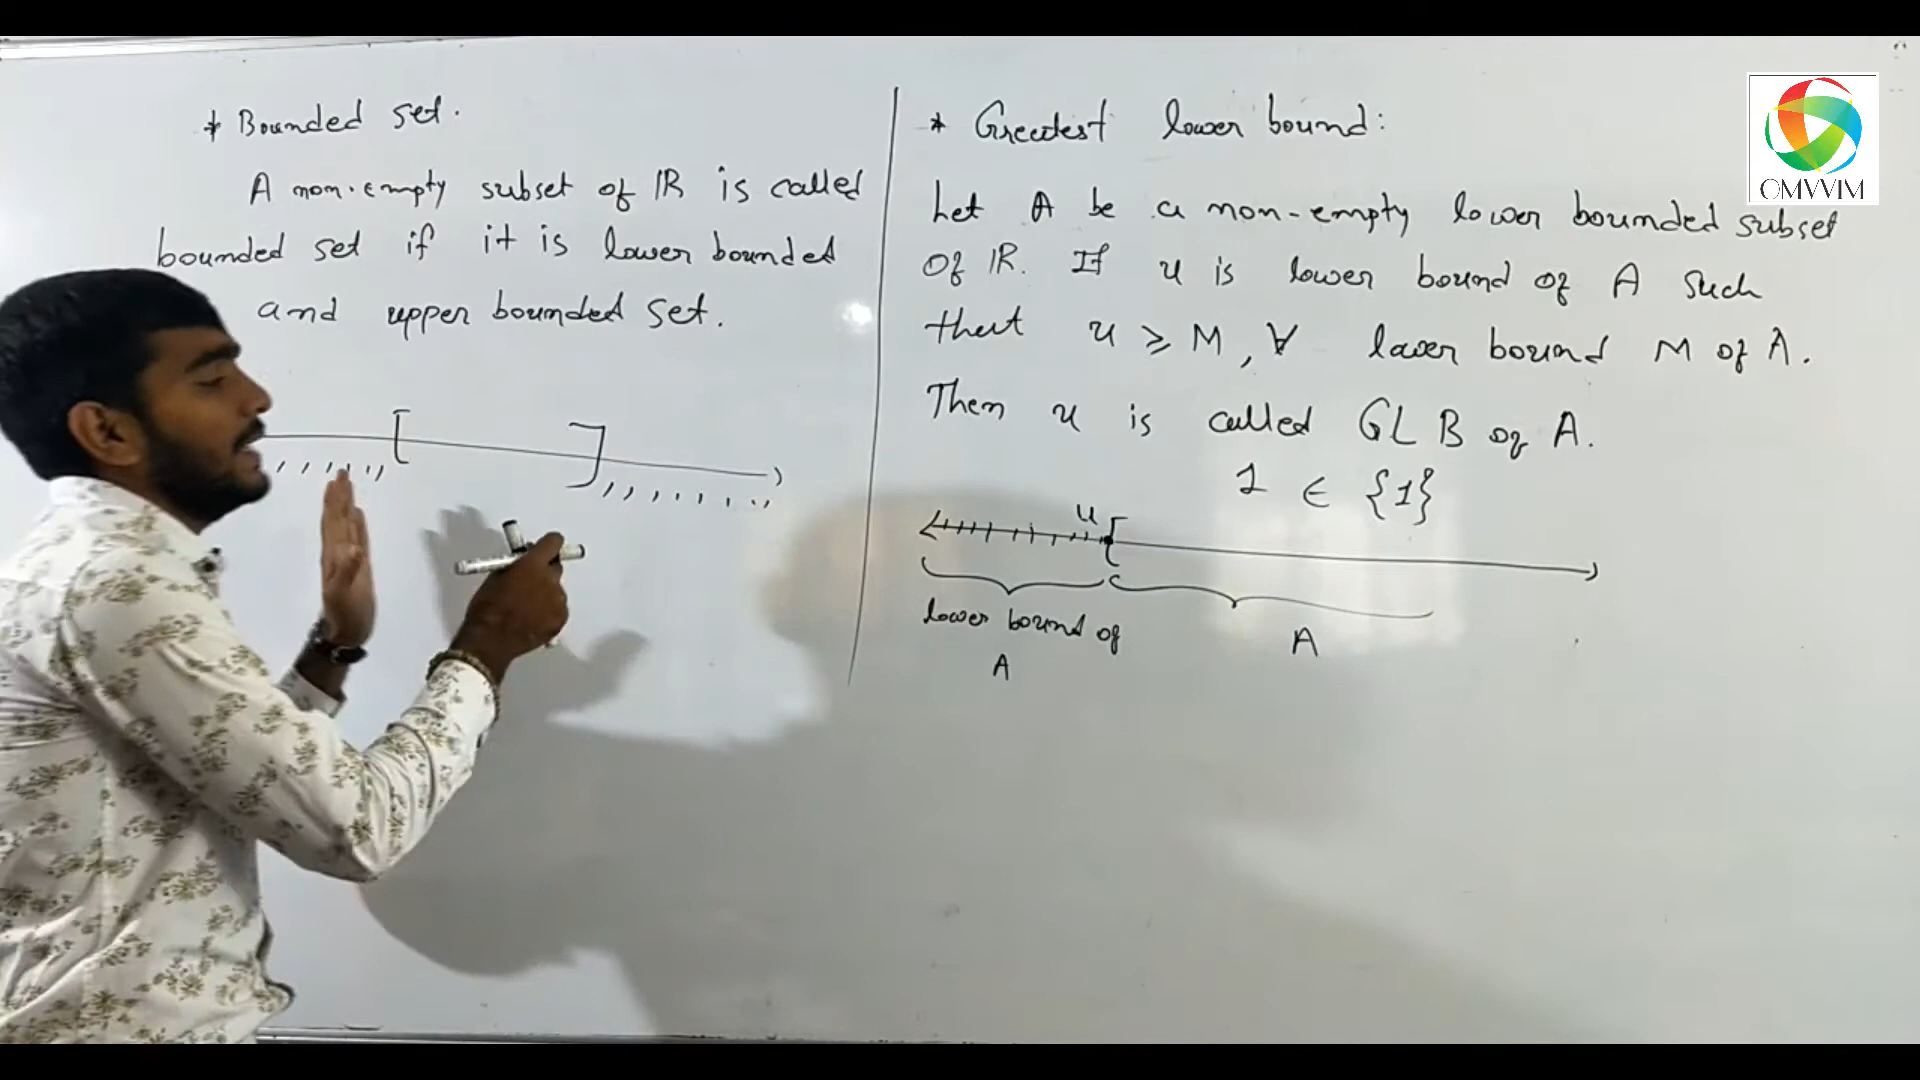 * Bounded set.
A non-empty subset of ℝ is called
bounded set if it is lower bounded
and upper bounded set.
* Greatest lower bound:
Let A be a non-empty lower bounded subset
of ℝ. If u is lower bound of A such
that u ⩾ M, ∀ lower bound M of A.
Then u is called GLB of A.
1 ∈ {1}
u
lower bound of
A
A
OMVVIM